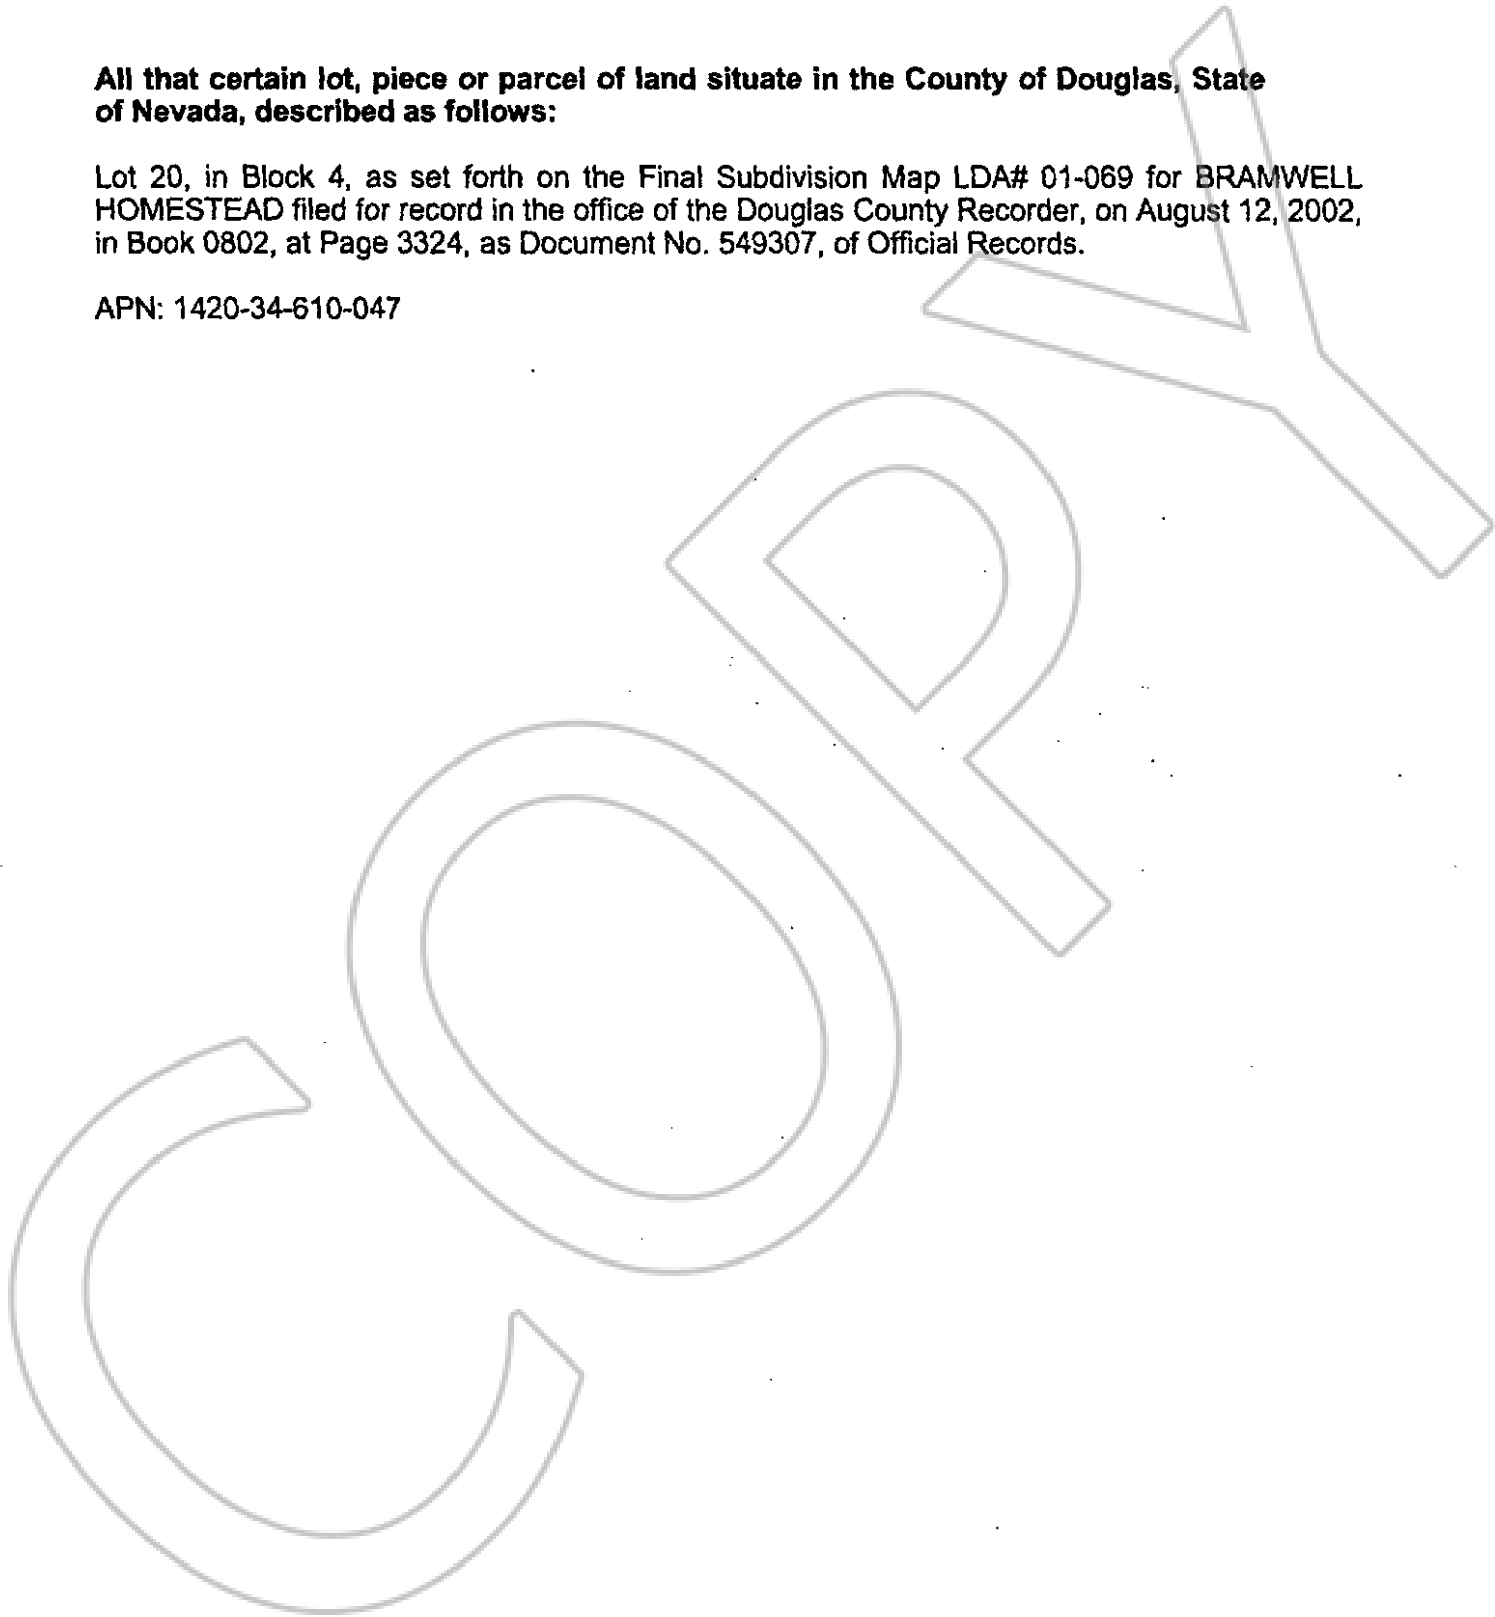 All that certain lot, piece or parcel of land situate in the County of Douglas, State
of Nevada, described as follows:
Lot 20, in Block 4, as set forth on the Final Subdivision Map LDA# 01-069 for BRAMWELL
HOMESTEAD filed for record in the office of the Douglas County Recorder, on August 12, 2002,
in Book 0802, at Page 3324, as Document No. 549307, of Official Records.
APN: 1420-34-610-047
COPY